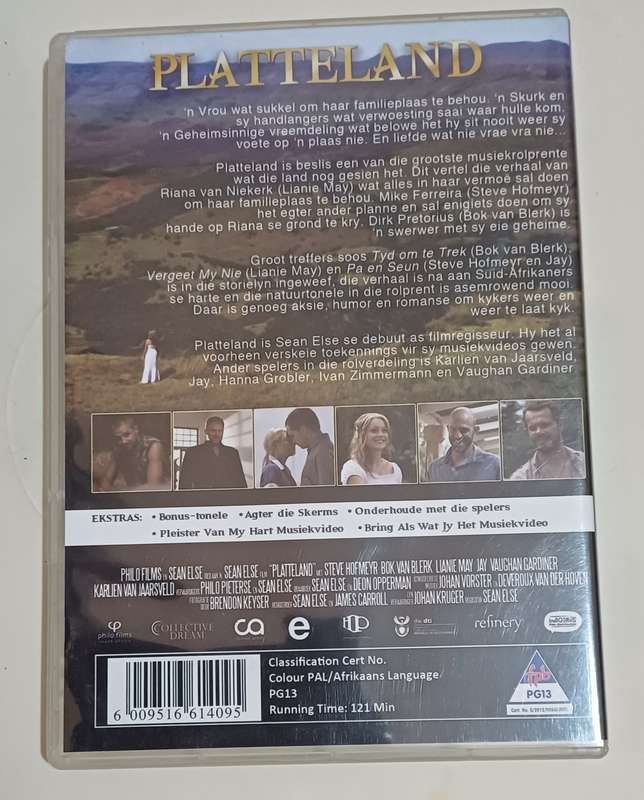 PLATTELAND
'n Vrou wat sukkel om haar familieplaas te behou. 'n Skurk en
sy handlangers wat verwoesting saai waar hulle kom.
'n Geheimsinnige vreemdeling wat belowe het hy sit nooit weer sy
voete op 'n plaas nie. En liefde wat nie vrae vra nie...
Platteland is beslis een van die grootste musiekrolprente
wat die land nog gesien het. Dit vertel die verhaal van
Riana van Niekerk (Lianie May) wat alles in haar vermoë sal doen
om haar familieplaas te behou. Mike Ferreira (Steve Hofmeyr)
het egter ander planne en sal enigiets doen om sy
hande op Riana se grond te kry. Dirk Pretorius (Bok van Blerk) is
'n swerwer met sy eie geheime.
Groot treffers soos Tyd om te Trek (Bok van Blerk),
Vergeet My Nie (Lianie May) en Pa en Seun (Steve Hofmeyr en Jay)
is in die storielyn ingeweef, die verhaal is na aan Suid-Afrikaners
se harte en die natuurtonele in die rolprent is asemrowend mooi.
Daar is genoeg aksie, humor en romanse om kykers weer en
weer te laat kyk.
Platteland is Sean Else se debuut as filmregisseur. Hy het al
voorheen verskeie toekennings vir sy musiekvideos gewen.
Ander spelers in die rolverdeling is Karlien van Jaarsveld,
Jay, Hanna Grobler, Ivan Zimmermann en Vaughan Gardiner.
EKSTRAS: • Bonus-tonele • Agter die Skerms • Onderhoude met die spelers
• Pleister Van My Hart Musiekvideo • Bring Als Wat Jy Het Musiekvideo
PHILO FILMS EN SEAN ELSE SEAN ELSE FILM "PLATTELAND" MET STEVE HOFMEYR BOK VAN BLERK LIANIE MAY JAY VAUGHAN GARDINER
KARLIEN VAN JAARSVELD PHILO PIETERSE EN SEAN ELSE SEAN ELSE EN DEON OPPERMAN JOHAN VORSTER EN DEVEROUX VAN DER HOVEN
BRENDON KEYSER SEAN ELSE EN JAMES CARROLL JOHAN KRUGER SEAN ELSE
philo films COLLECTIVE DREAM ca e the dti refinery
6 009516 614095
Classification Cert No.
Colour PAL/Afrikaans Language
PG13
Running Time: 121 Min
fpb
PG13